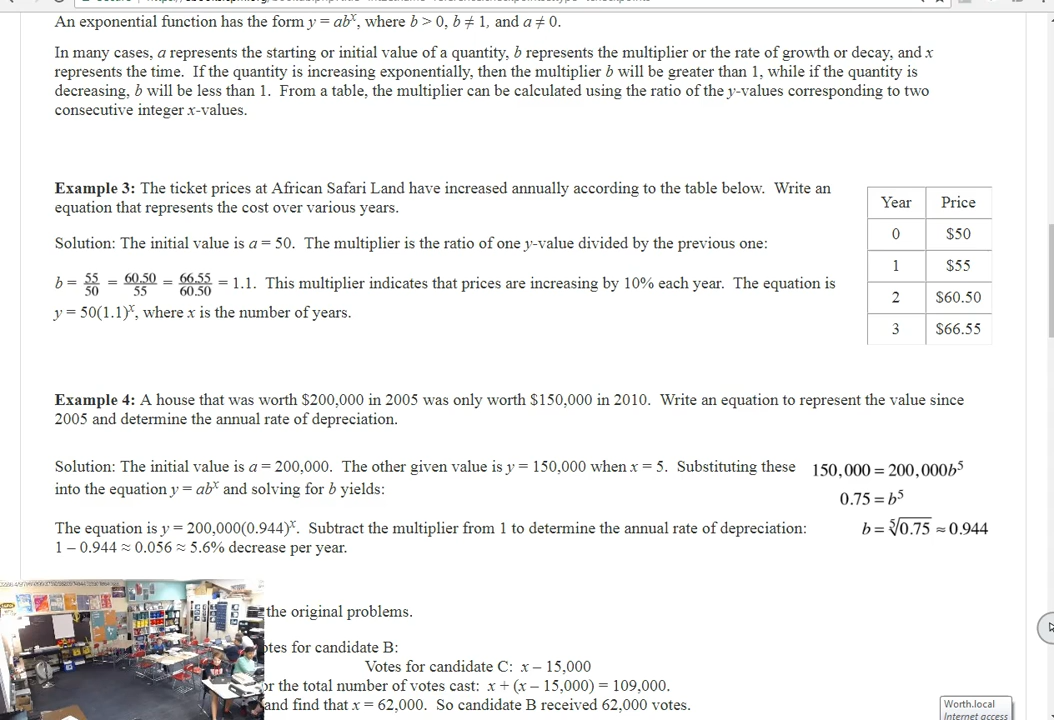 An exponential function has the form y = abˣ, where b > 0, b ≠ 1, and a ≠ 0.
In many cases, a represents the starting or initial value of a quantity, b represents the multiplier or the rate of growth or decay, and x
represents the time. If the quantity is increasing exponentially, then the multiplier b will be greater than 1, while if the quantity is
decreasing, b will be less than 1. From a table, the multiplier can be calculated using the ratio of the y-values corresponding to two
consecutive integer x-values.
Example 3: The ticket prices at African Safari Land have increased annually according to the table below. Write an
equation that represents the cost over various years.
Year Price
0 $50
1 $55
2 $60.50
3 $66.55
Solution: The initial value is a = 50. The multiplier is the ratio of one y-value divided by the previous one:
b = 55/50 = 60.50/55 = 66.55/60.50 = 1.1. This multiplier indicates that prices are increasing by 10% each year. The equation is
y = 50(1.1)ˣ, where x is the number of years.
Example 4: A house that was worth $200,000 in 2005 was only worth $150,000 in 2010. Write an equation to represent the value since
2005 and determine the annual rate of depreciation.
Solution: The initial value is a = 200,000. The other given value is y = 150,000 when x = 5. Substituting these
into the equation y = abˣ and solving for b yields:
150,000 = 200,000b⁵
0.75 = b⁵
b = ⁵√0.75 ≈ 0.944
The equation is y = 200,000(0.944)ˣ. Subtract the multiplier from 1 to determine the annual rate of depreciation:
1 – 0.944 ≈ 0.056 ≈ 5.6% decrease per year.
the original problems.
otes for candidate B:
Votes for candidate C: x – 15,000
or the total number of votes cast: x + (x – 15,000) = 109,000.
and find that x = 62,000. So candidate B received 62,000 votes.
Worth.local
Internet access